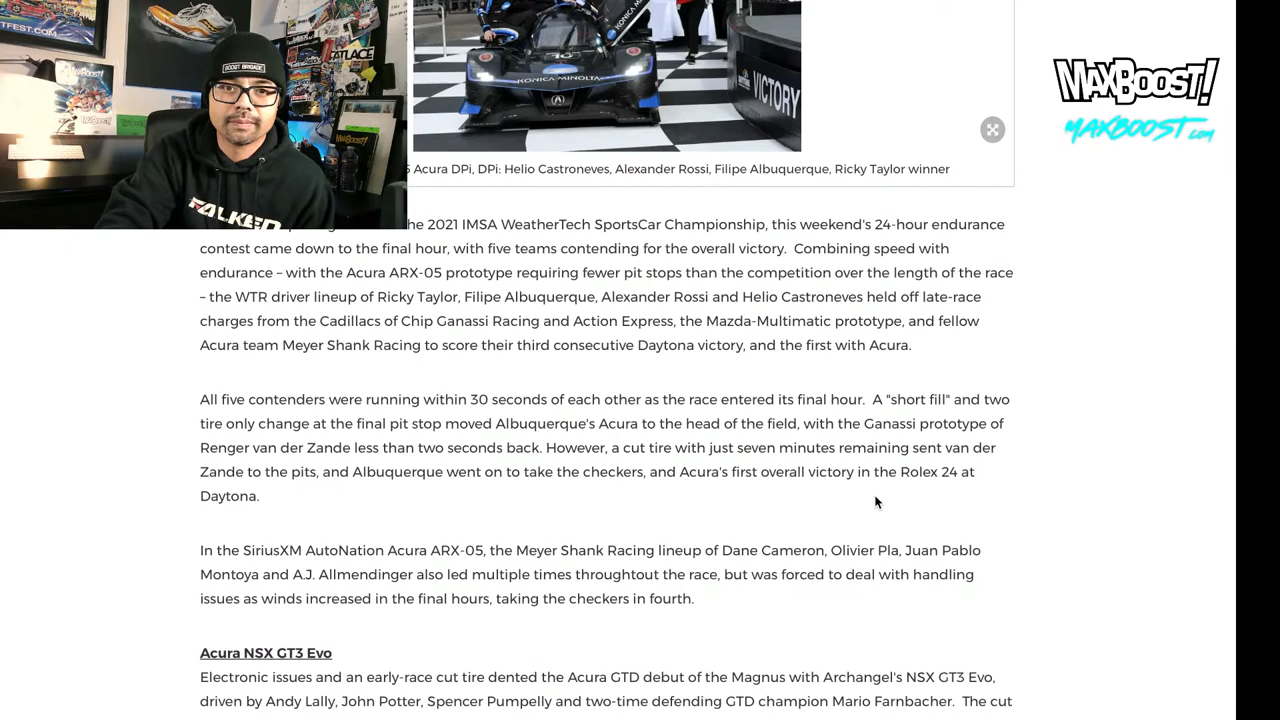 TFEST.COM
BOOST BRIGADE
FATLACE
FALKEN
KONICA M
KONICA MINOLTA
VICTORY
MAXBOOST!
MAXBOOST.com
Acura DPi, DPi: Helio Castroneves, Alexander Rossi, Filipe Albuquerque, Ricky Taylor winner
he 2021 IMSA WeatherTech SportsCar Championship, this weekend's 24-hour endurance
contest came down to the final hour, with five teams contending for the overall victory. Combining speed with
endurance – with the Acura ARX-05 prototype requiring fewer pit stops than the competition over the length of the race
– the WTR driver lineup of Ricky Taylor, Filipe Albuquerque, Alexander Rossi and Helio Castroneves held off late-race
charges from the Cadillacs of Chip Ganassi Racing and Action Express, the Mazda-Multimatic prototype, and fellow
Acura team Meyer Shank Racing to score their third consecutive Daytona victory, and the first with Acura.
All five contenders were running within 30 seconds of each other as the race entered its final hour. A "short fill" and two
tire only change at the final pit stop moved Albuquerque's Acura to the head of the field, with the Ganassi prototype of
Renger van der Zande less than two seconds back. However, a cut tire with just seven minutes remaining sent van der
Zande to the pits, and Albuquerque went on to take the checkers, and Acura's first overall victory in the Rolex 24 at
Daytona.
In the SiriusXM AutoNation Acura ARX-05, the Meyer Shank Racing lineup of Dane Cameron, Olivier Pla, Juan Pablo
Montoya and A.J. Allmendinger also led multiple times throughtout the race, but was forced to deal with handling
issues as winds increased in the final hours, taking the checkers in fourth.
Acura NSX GT3 Evo
Electronic issues and an early-race cut tire dented the Acura GTD debut of the Magnus with Archangel's NSX GT3 Evo,
driven by Andy Lally, John Potter, Spencer Pumpelly and two-time defending GTD champion Mario Farnbacher. The cut